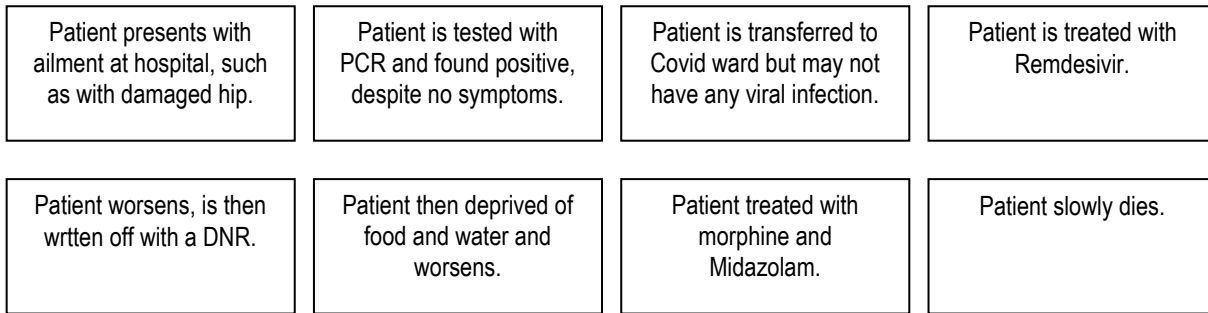 Patient presents with
ailment at hospital, such
as with damaged hip.
Patient is tested with
PCR and found positive,
despite no symptoms.
Patient is transferred to
Covid ward but may not
have any viral infection.
Patient is treated with
Remdesivir.
Patient worsens, is then
wrtten off with a DNR.
Patient then deprived of
food and water and
worsens.
Patient treated with
morphine and
Midazolam.
Patient slowly dies.